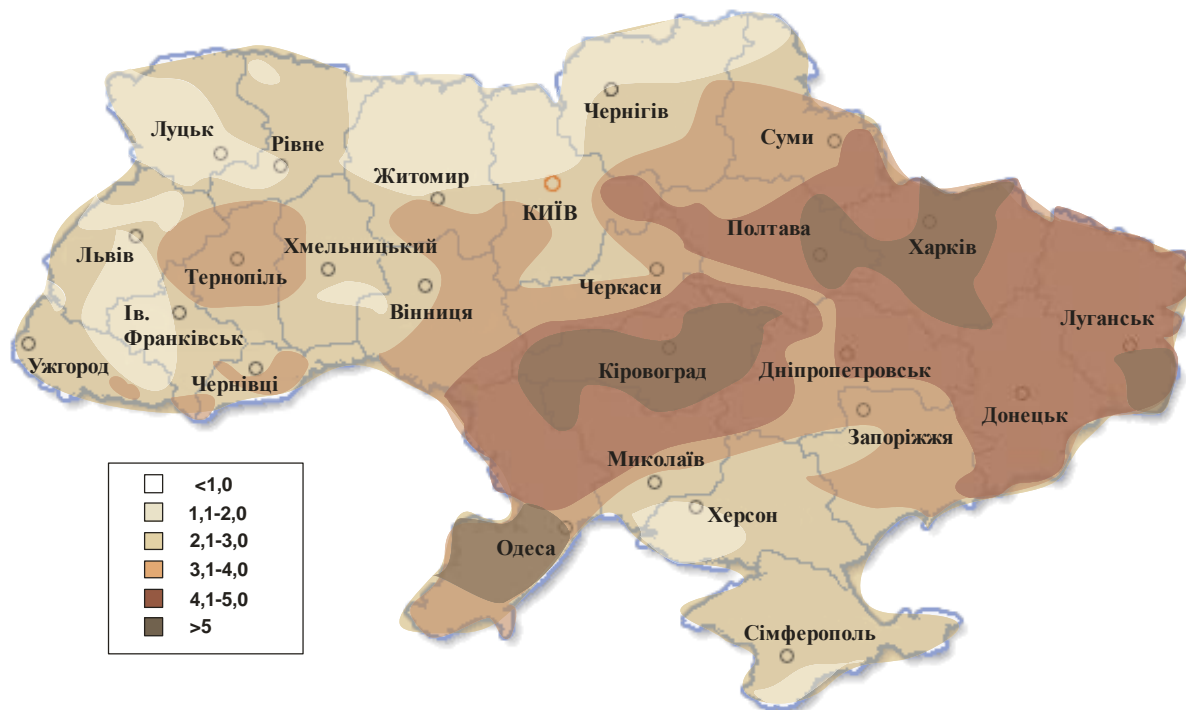 Чернігів
Луцьк
Рівне
Суми
Житомир
КИЇВ
Полтава
Харків
Львів
Тернопіль
Хмельницький
Черкаси
Вінниця
Ів.
Франківськ
Луганськ
Ужгород
Чернівці
Кіровоград
Дніпропетровськ
Донецьк
Запоріжжя
Миколаїв
Херсон
Одеса
Сімферополь
<1,0
1,1-2,0
2,1-3,0
3,1-4,0
4,1-5,0
>5